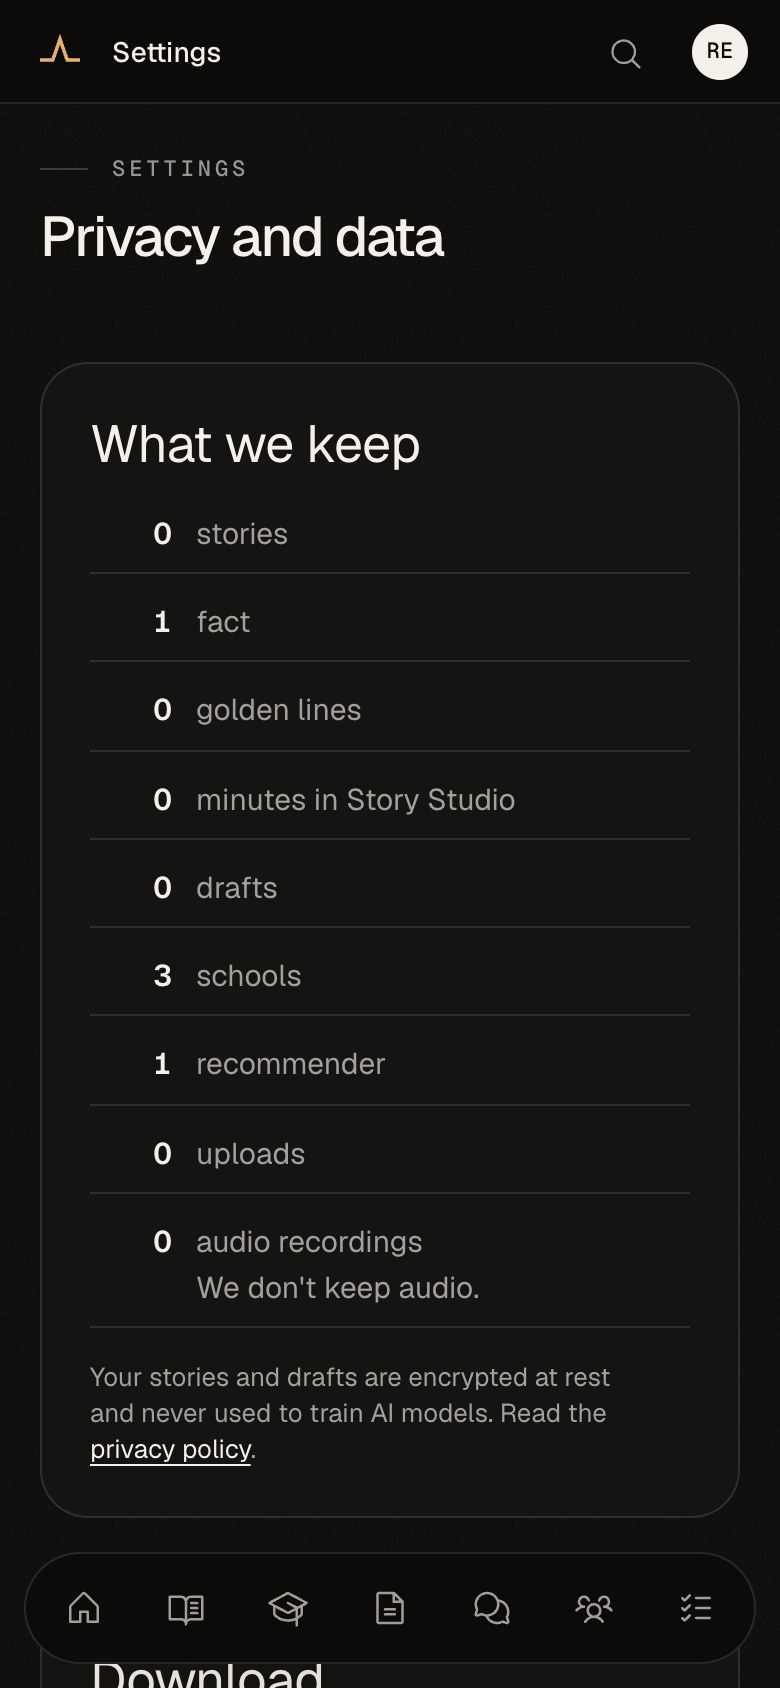 Settings
RE
SETTINGS
Privacy and data
What we keep
0 stories
1 fact
0 golden lines
0 minutes in Story Studio
0 drafts
3 schools
1 recommender
0 uploads
0 audio recordings
We don't keep audio.
Your stories and drafts are encrypted at rest
and never used to train AI models. Read the
privacy policy.
Download